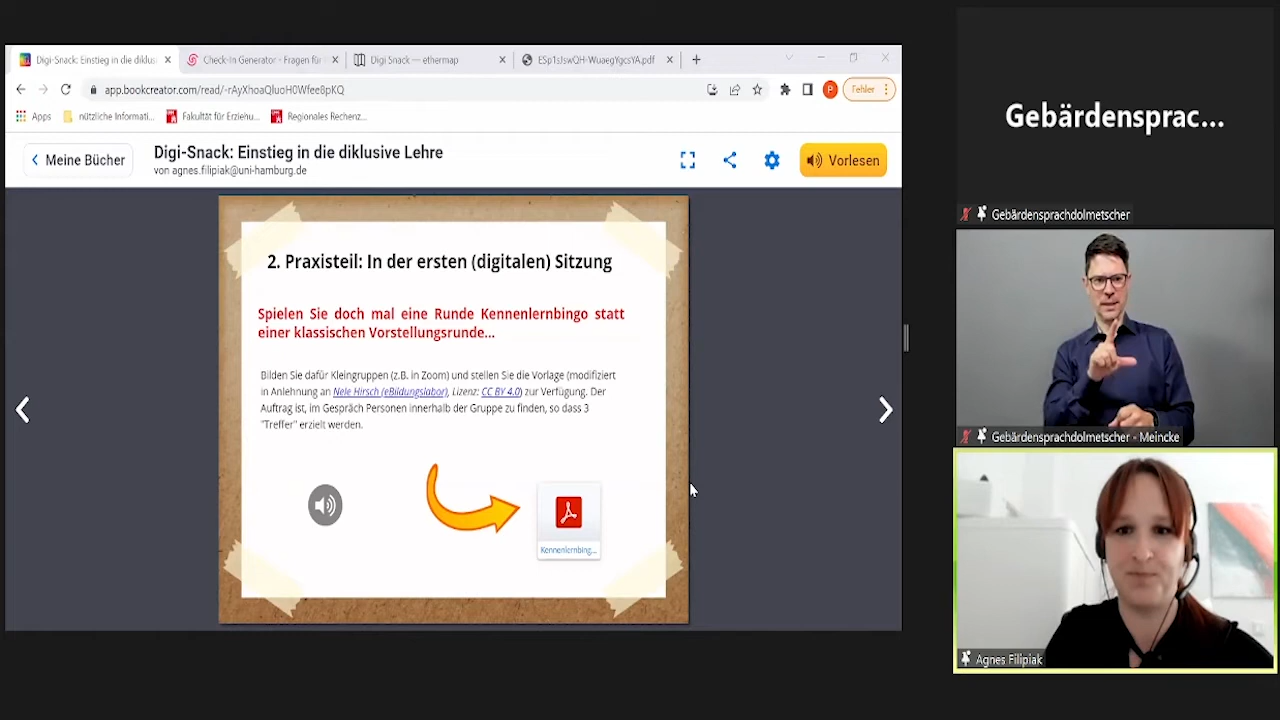 Digi-Snack: Einstieg in die diklus
Check-In Generator - Fragen für
Digi Snack — ethermap
ESp1sJswQH-WuaegYgcsYA.pdf
app.bookcreator.com/read/-rAyXhoaQluoH0Wfee8pKQ
P
Fehler
Apps
nützliche Informati...
Fakultät für Erziehu...
Regionales Rechenz...
Meine Bücher
Digi-Snack: Einstieg in die diklusive Lehre
von agnes.filipiak@uni-hamburg.de
Vorlesen
2. Praxisteil: In der ersten (digitalen) Sitzung
Spielen Sie doch mal eine Runde Kennenlernbingo statt
einer klassischen Vorstellungsrunde...
Bilden Sie dafür Kleingruppen (z.B. in Zoom) und stellen Sie die Vorlage (modifiziert
in Anlehnung an Nele Hirsch (eBildungslabor), Lizenz: CC BY 4.0) zur Verfügung. Der
Auftrag ist, im Gespräch Personen innerhalb der Gruppe zu finden, so dass 3
"Treffer" erzielt werden.
Kennenlernbing...
Gebärdensprac...
Gebärdensprachdolmetscher
Gebärdensprachdolmetscher - Meincke
Agnes Filipiak